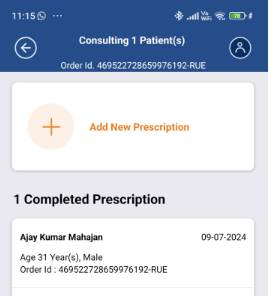 11:15
Consulting 1 Patient(s)
Order Id. 469522728659976192-RUE
Add New Prescription
1 Completed Prescription
Ajay Kumar Mahajan 09-07-2024
Age 31 Year(s), Male
Order Id : 469522728659976192-RUE